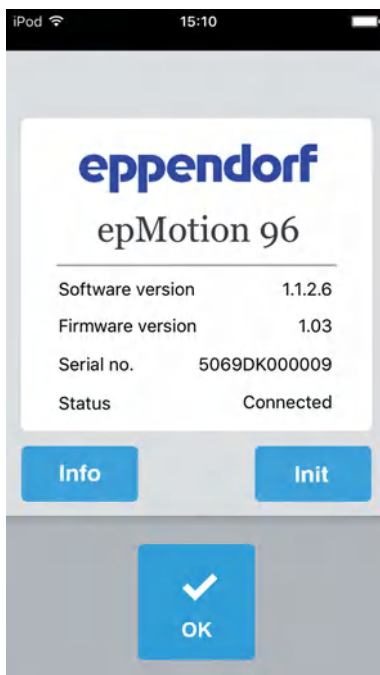 iPod 15:10
eppendorf
epMotion 96
Software version 1.1.2.6
Firmware version 1.03
Serial no. 5069DK000009
Status Connected
Info Init
OK